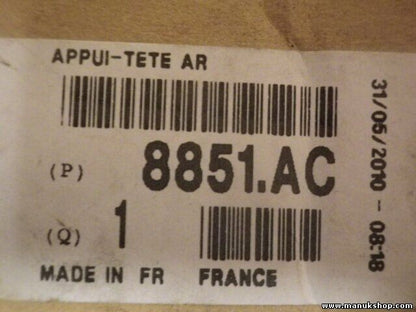 APPUI-TETE AR
(P) 8851.AC
(Q) 1
MADE IN FR FRANCE
31/05/2010 - 08:18
www.manukshop.com